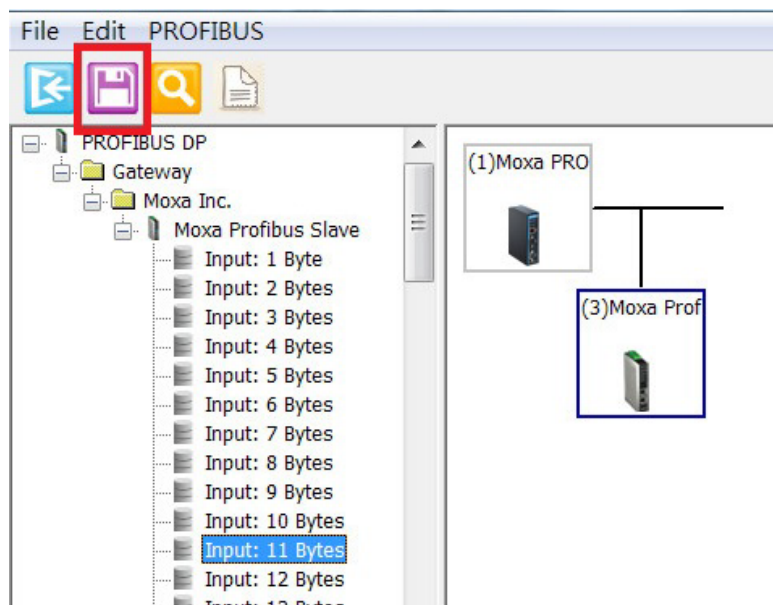 File Edit PROFIBUS
PROFIBUS DP
Gateway
Moxa Inc.
Moxa Profibus Slave
Input: 1 Byte
Input: 2 Bytes
Input: 3 Bytes
Input: 4 Bytes
Input: 5 Bytes
Input: 6 Bytes
Input: 7 Bytes
Input: 8 Bytes
Input: 9 Bytes
Input: 10 Bytes
Input: 11 Bytes
Input: 12 Bytes
(1)Moxa PRO
(3)Moxa Prof